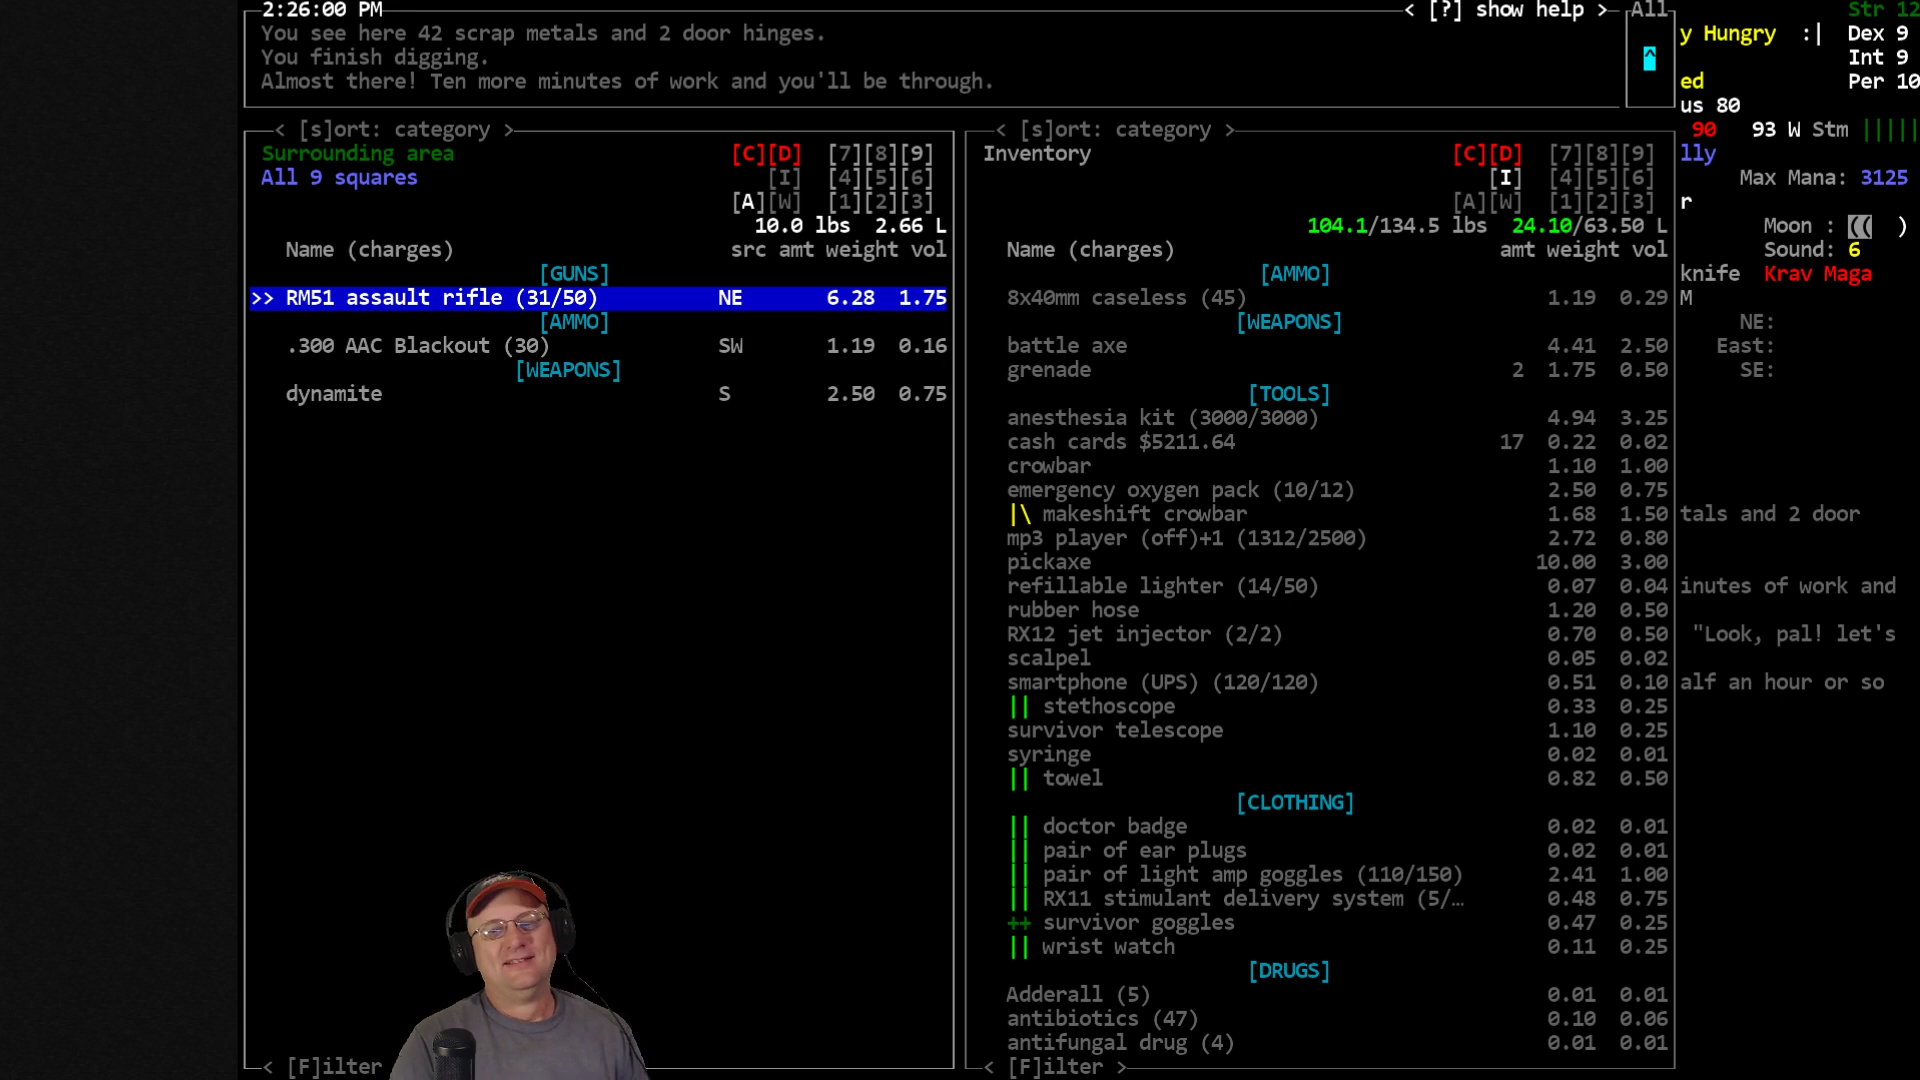 2:26:00 PM
< [?] show help >
You see here 42 scrap metals and 2 door hinges.
You finish digging.
Almost there! Ten more minutes of work and you'll be through.
All
^
Str 12
y Hungry :| Dex 9
Int 9
ed Per 10
us 80
90 93 W Stm |||||
lly
Max Mana: 3125
r
Moon : (( )
Sound: 6
knife Krav Maga
M
NE:
East:
SE:
tals and 2 door
inutes of work and
"Look, pal! let's
alf an hour or so
< [s]ort: category >
Surrounding area [C][D] [7][8][9]
All 9 squares [I] [4][5][6]
[A][W] [1][2][3]
10.0 lbs 2.66 L
Name (charges) src amt weight vol
[GUNS]
>> RM51 assault rifle (31/50) NE 6.28 1.75
[AMMO]
.300 AAC Blackout (30) SW 1.19 0.16
[WEAPONS]
dynamite S 2.50 0.75
< [F]ilter
< [s]ort: category >
Inventory [C][D] [7][8][9]
[I] [4][5][6]
[A][W] [1][2][3]
104.1/134.5 lbs 24.10/63.50 L
Name (charges) amt weight vol
[AMMO]
8x40mm caseless (45) 1.19 0.29
[WEAPONS]
battle axe 4.41 2.50
grenade 2 1.75 0.50
[TOOLS]
anesthesia kit (3000/3000) 4.94 3.25
cash cards $5211.64 17 0.22 0.02
crowbar 1.10 1.00
emergency oxygen pack (10/12) 2.50 0.75
|\ makeshift crowbar 1.68 1.50
mp3 player (off)+1 (1312/2500) 2.72 0.80
pickaxe 10.00 3.00
refillable lighter (14/50) 0.07 0.04
rubber hose 1.20 0.50
RX12 jet injector (2/2) 0.70 0.50
scalpel 0.05 0.02
smartphone (UPS) (120/120) 0.51 0.10
|| stethoscope 0.33 0.25
survivor telescope 1.10 0.25
syringe 0.02 0.01
|| towel 0.82 0.50
[CLOTHING]
|| doctor badge 0.02 0.01
|| pair of ear plugs 0.02 0.01
|| pair of light amp goggles (110/150) 2.41 1.00
|| RX11 stimulant delivery system (5/… 0.48 0.75
++ survivor goggles 0.47 0.25
|| wrist watch 0.11 0.25
[DRUGS]
Adderall (5) 0.01 0.01
antibiotics (47) 0.10 0.06
antifungal drug (4) 0.01 0.01
< [F]ilter >